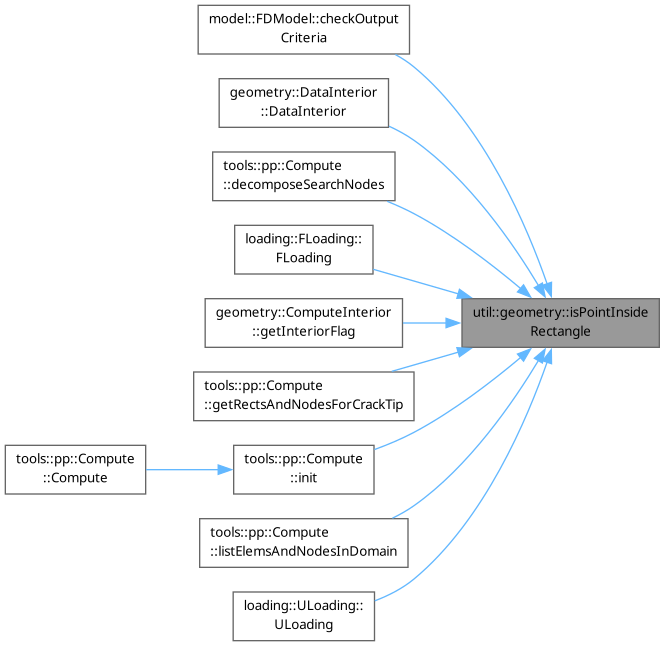 model::FDModel::checkOutput
Criteria
geometry::DataInterior
::DataInterior
tools::pp::Compute
::decomposeSearchNodes
loading::FLoading::
FLoading
geometry::ComputeInterior
::getInteriorFlag
util::geometry::isPointInside
Rectangle
tools::pp::Compute
::getRectsAndNodesForCrackTip
tools::pp::Compute
::Compute
tools::pp::Compute
::init
tools::pp::Compute
::listElemsAndNodesInDomain
loading::ULoading::
ULoading